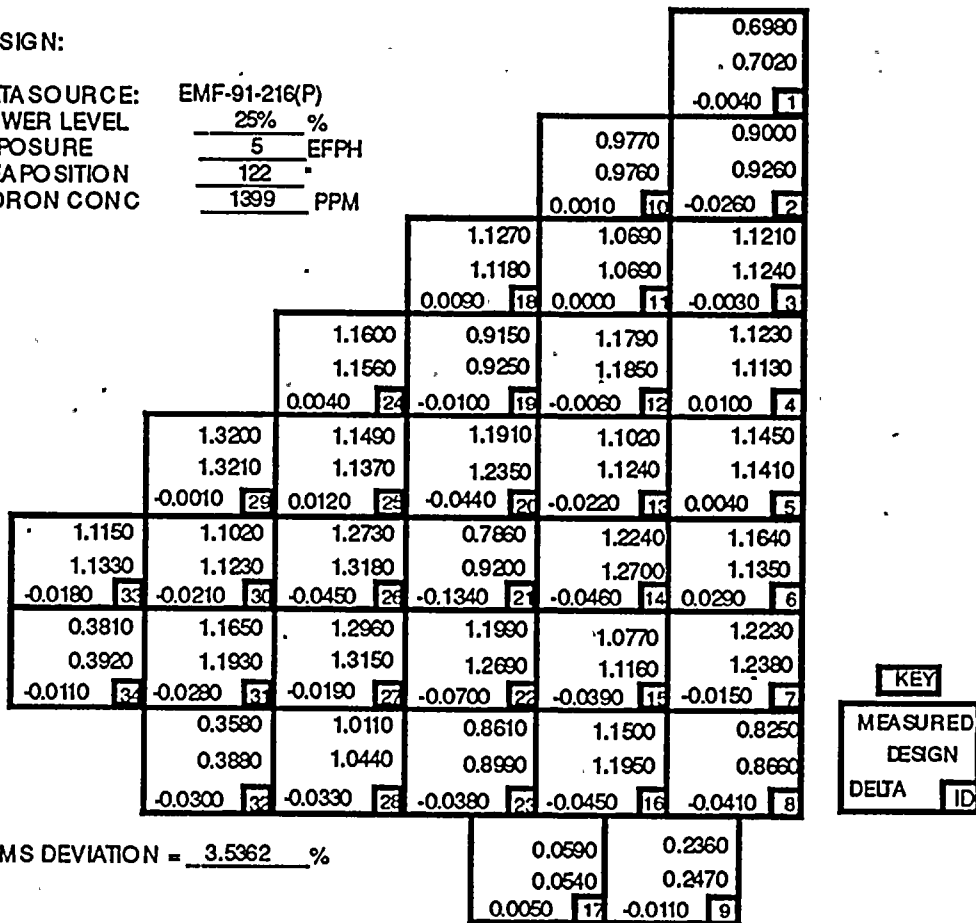 SIGN:
TA SOURCE: EMF-91-216(P)
WER LEVEL 25% %
POSURE 5 EFPH
EA POSITION 122 "
ORON CONC 1399 PPM
0.6980
0.7020
-0.0040 1
0.9770 0.9000
0.9760 0.9260
0.0010 10 -0.0260 2
1.1270 1.0690 1.1210
1.1180 1.0690 1.1240
0.0090 18 0.0000 11 -0.0030 3
1.1600 0.9150 1.1790 1.1230
1.1560 0.9250 1.1850 1.1130
0.0040 24 -0.0100 19 -0.0060 12 0.0100 4
1.3200 1.1490 1.1910 1.1020 1.1450
1.3210 1.1370 1.2350 1.1240 1.1410
-0.0010 29 0.0120 25 -0.0440 20 -0.0220 13 0.0040 5
1.1150 1.1020 1.2730 0.7860 1.2240 1.1640
1.1330 1.1230 1.3180 0.9200 1.2700 1.1350
-0.0180 33 -0.0210 30 -0.0450 26 -0.1340 21 -0.0460 14 0.0290 6
0.3810 1.1650 1.2960 1.1990 1.0770 1.2230
0.3920 1.1930 1.3150 1.2690 1.1160 1.2380
-0.0110 34 -0.0280 31 -0.0190 27 -0.0700 22 -0.0390 15 -0.0150 7
0.3580 1.0110 0.8610 1.1500 0.8250
0.3880 1.0440 0.8990 1.1950 0.8660
-0.0300 32 -0.0330 28 -0.0380 23 -0.0450 16 -0.0410 8
0.0590 0.2360
0.0540 0.2470
0.0050 17 -0.0110 9
KEY
MEASURED
DESIGN
DELTA ID
MS DEVIATION = 3.5362 %